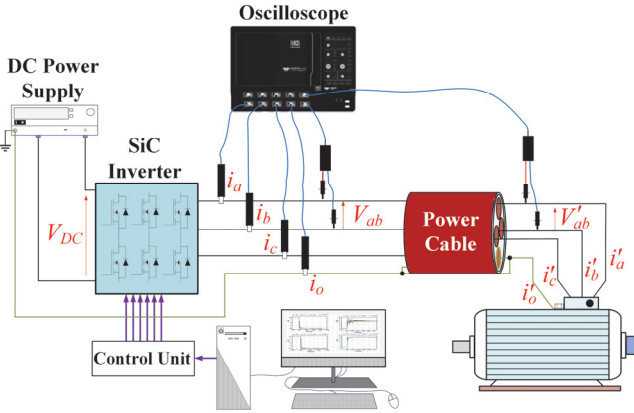 Oscilloscope
DC Power
Supply
SiC
Inverter
i_a
i_b
V_ab
i_c
i_o
V_DC
Power
Cable
V'_ab
i'_a
i'_b
i'_c
i'_o
Control Unit